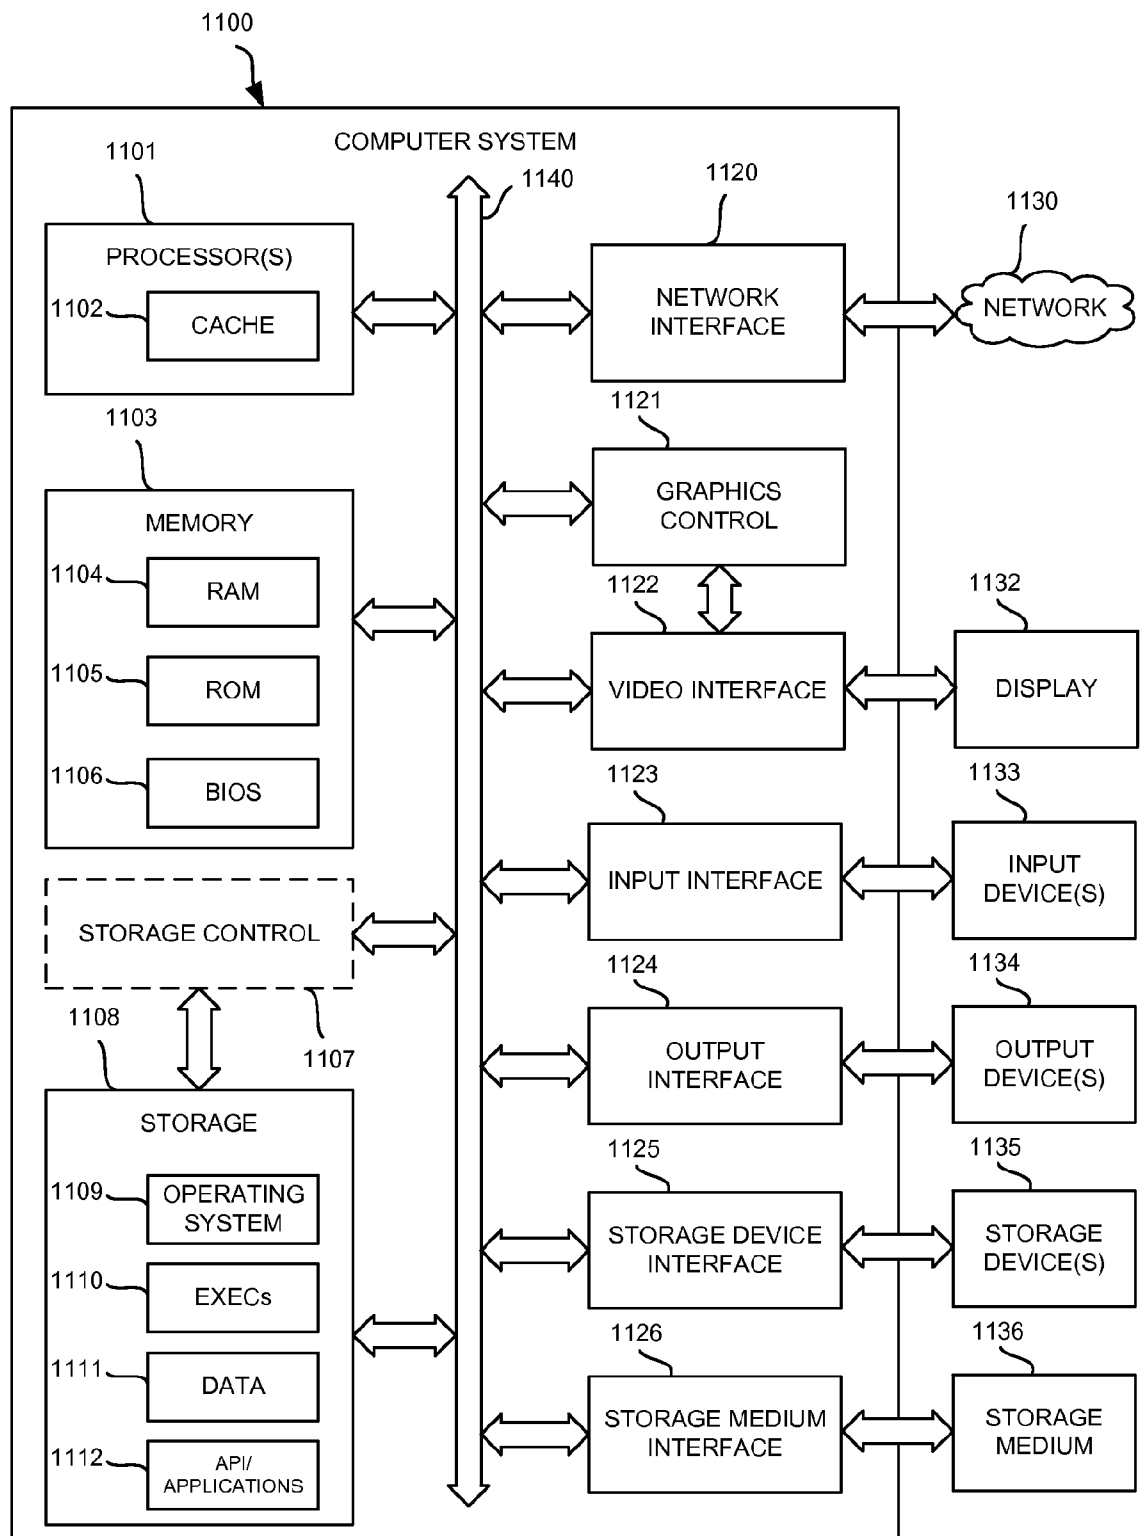 1100
COMPUTER SYSTEM
1101
1140
1120
1130
PROCESSOR(S)
1102
CACHE
NETWORK
INTERFACE
NETWORK
1103
1121
MEMORY
GRAPHICS
CONTROL
1104
RAM
1122
1132
1105
ROM
VIDEO INTERFACE
DISPLAY
1106
BIOS
1123
1133
INPUT INTERFACE
INPUT
DEVICE(S)
STORAGE CONTROL
1107
1124
1134
OUTPUT
INTERFACE
OUTPUT
DEVICE(S)
1108
STORAGE
1125
1135
1109
OPERATING
SYSTEM
STORAGE DEVICE
INTERFACE
STORAGE
DEVICE(S)
1110
EXECs
1126
1136
1111
DATA
STORAGE MEDIUM
INTERFACE
STORAGE
MEDIUM
1112
API/
APPLICATIONS